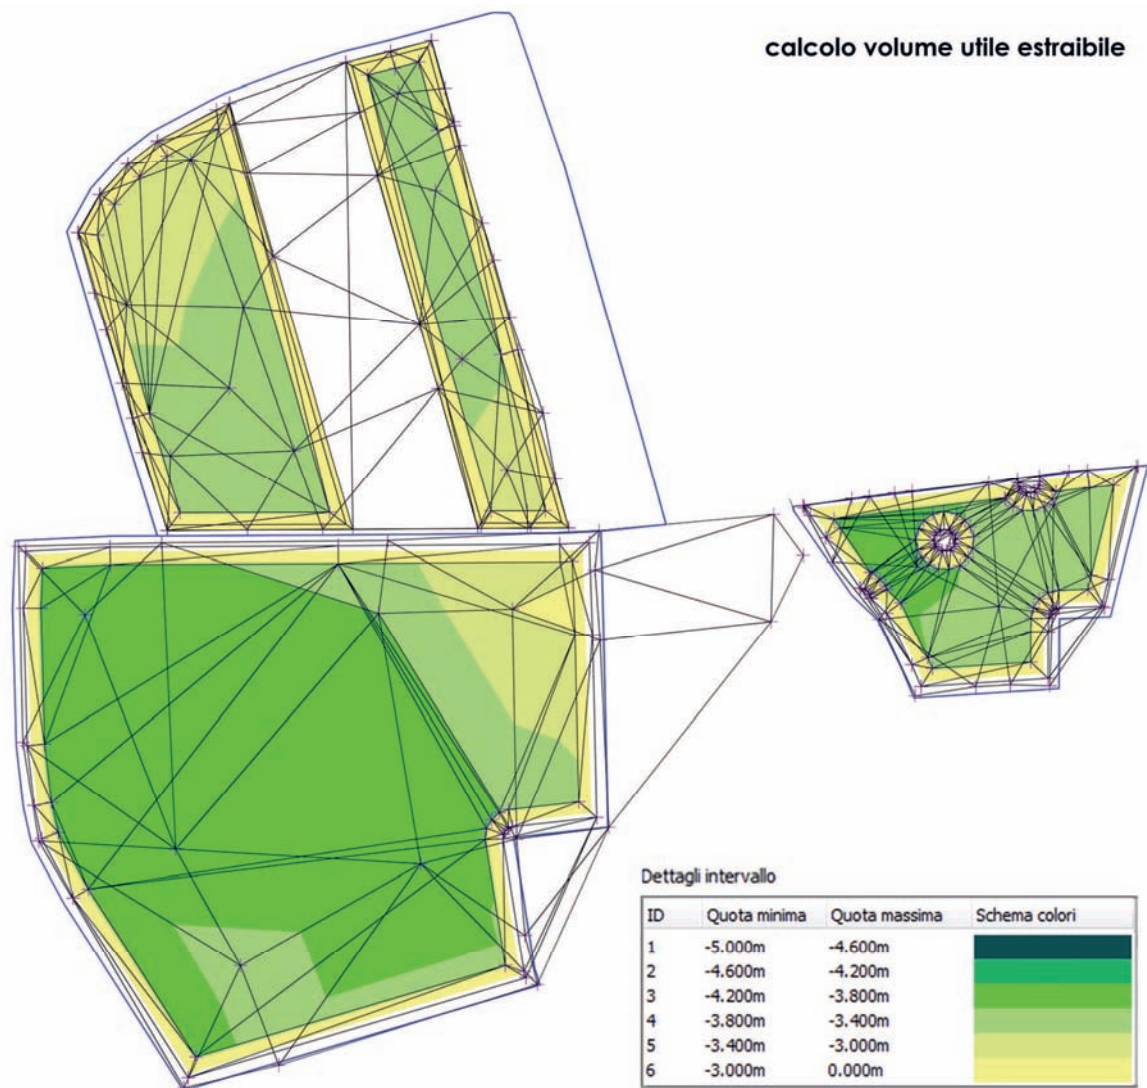 calcolo volume utile estraibile
Dettagli intervallo
ID Quota minima Quota massima Schema colori
1 -5.000m -4.600m
2 -4.600m -4.200m
3 -4.200m -3.800m
4 -3.800m -3.400m
5 -3.400m -3.000m
6 -3.000m 0.000m